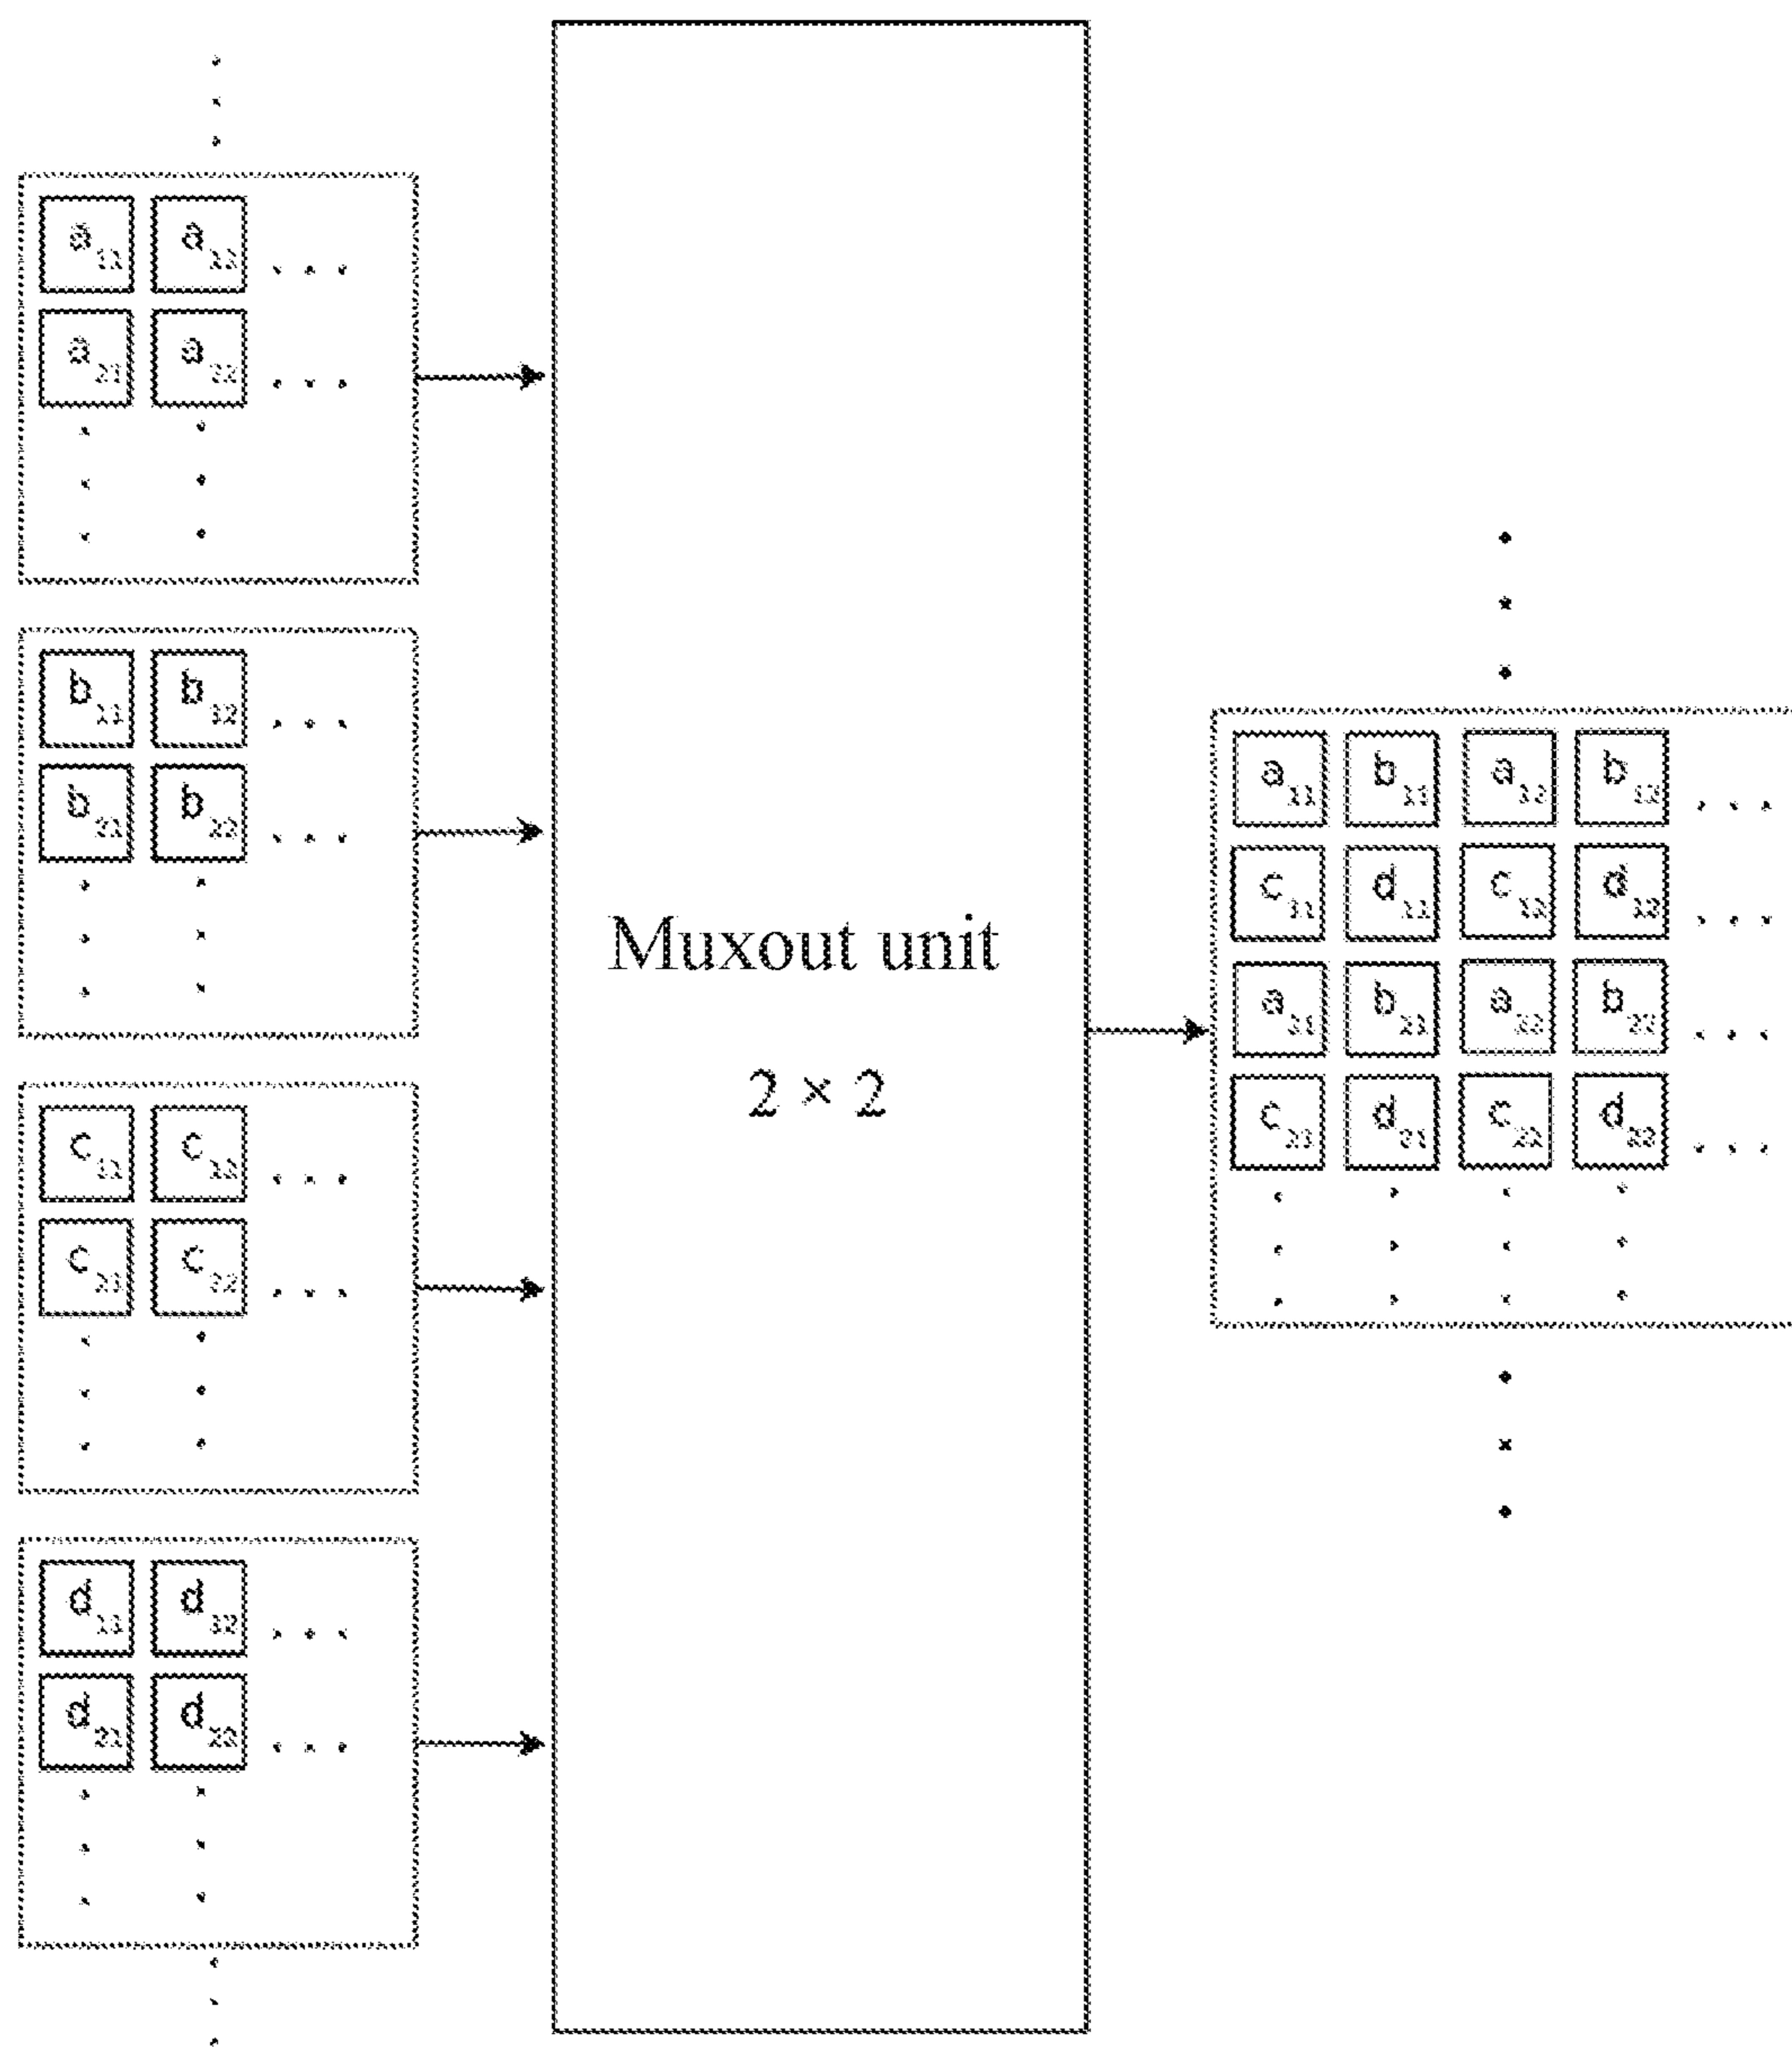 a11 a12 . . .
a21 a22 . . .
b11 b12 . . .
b21 b22 . . .
c11 c12 . . .
c21 c22 . . .
d11 d12 . . .
d21 d22 . . .
Muxout unit
2 × 2
a11 b11 a12 b12 . . .
c11 d11 c12 d12 . . .
a21 b21 a22 b22 . . .
c21 d21 c22 d22 . . .